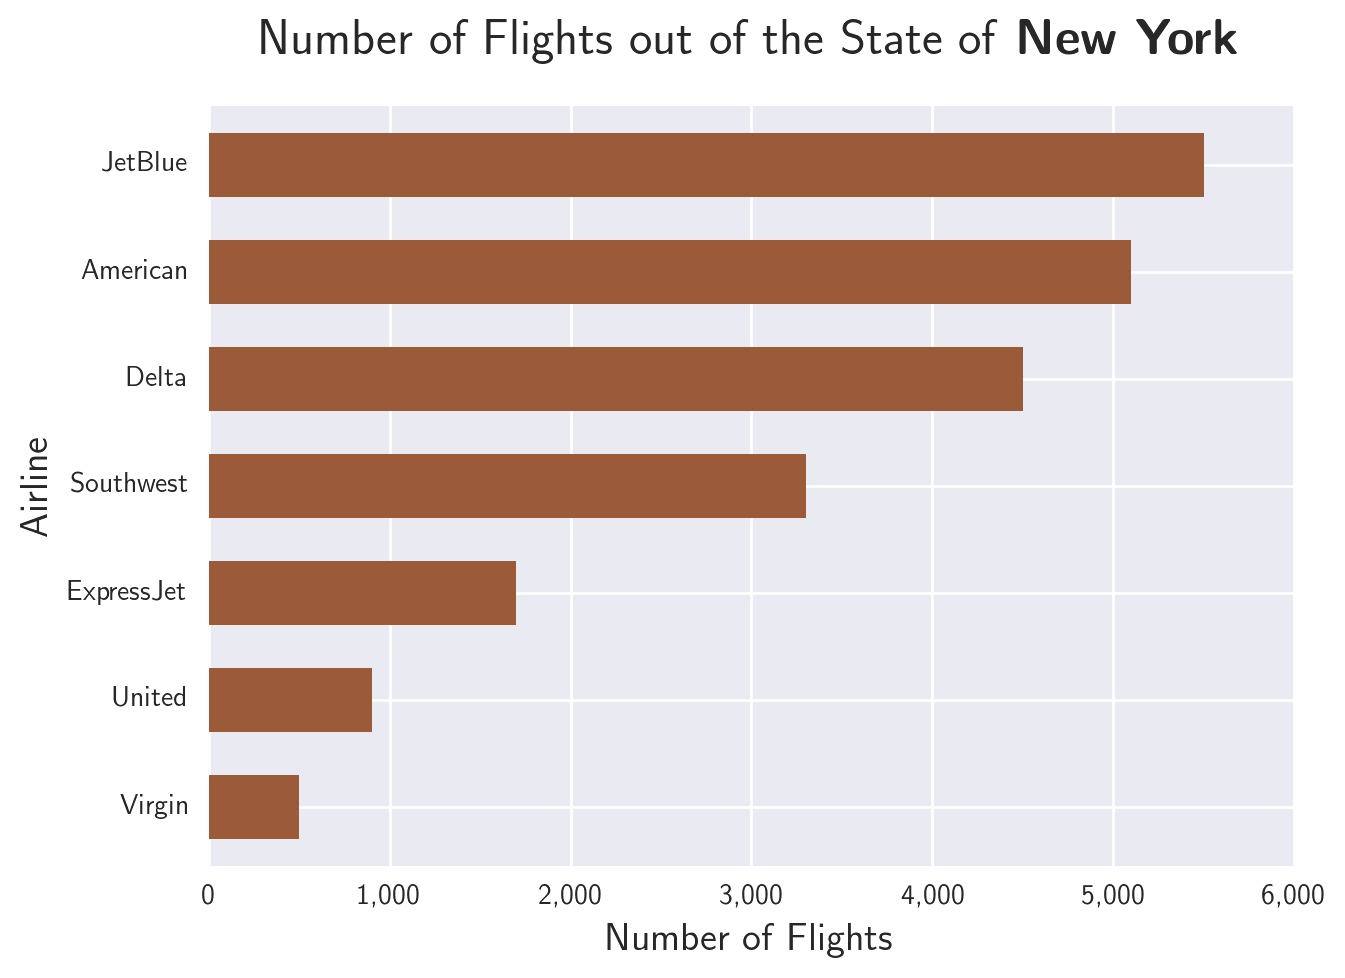 Number of Flights out of the State of New York
JetBlue
American
Delta
Southwest
ExpressJet
United
Virgin
Airline
0 1,000 2,000 3,000 4,000 5,000 6,000
Number of Flights